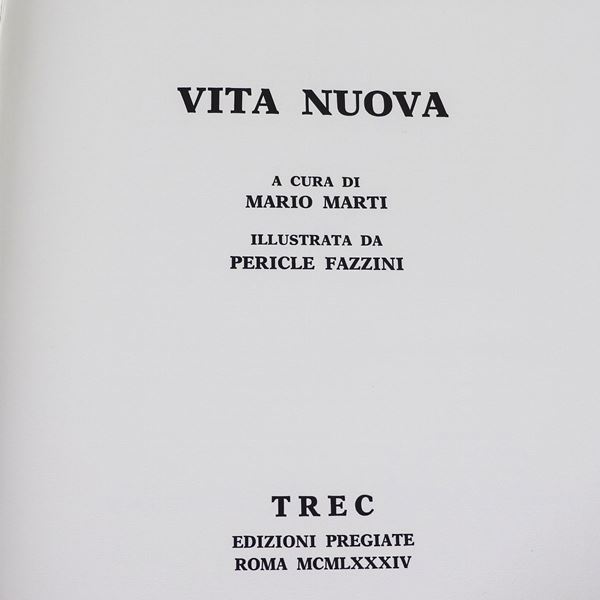 VITA NUOVA
A CURA DI
MARIO MARTI
ILLUSTRATA DA
PERICLE FAZZINI
TREC
EDIZIONI PREGIATE
ROMA MCMLXXXIV